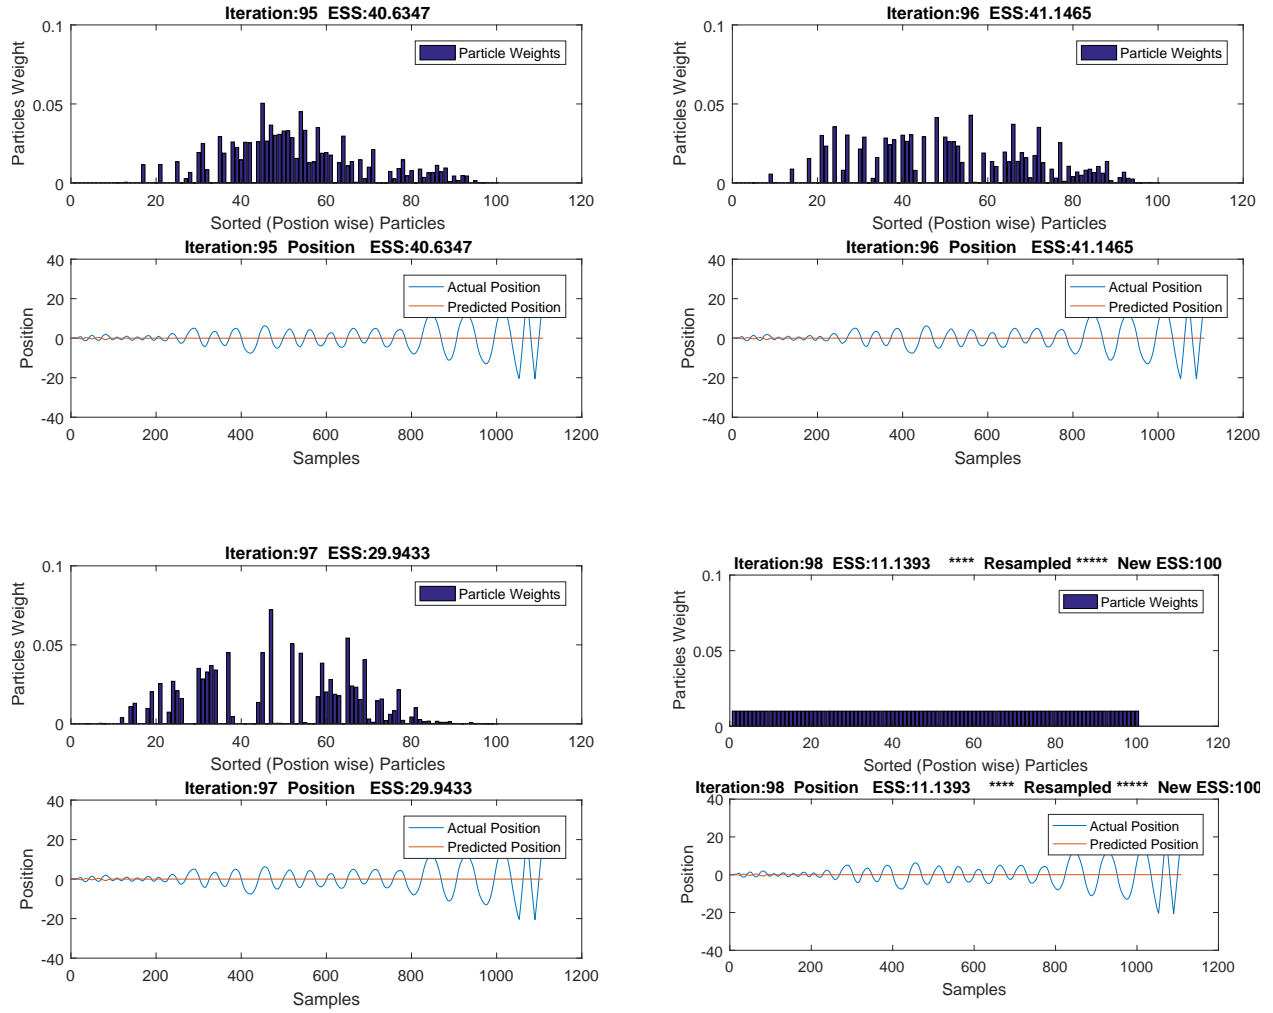 Iteration:95 ESS:40.6347
0.1
0.05
0
Particles Weight
Particle Weights
0 20 40 60 80 100 120
Sorted (Postion wise) Particles
Iteration:95 Position ESS:40.6347
40
20
0
-20
-40
Position
Actual Position
Predicted Position
0 200 400 600 800 1000 1200
Samples
Iteration:96 ESS:41.1465
0.1
0.05
0
Particles Weight
Particle Weights
0 20 40 60 80 100 120
Sorted (Postion wise) Particles
Iteration:96 Position ESS:41.1465
40
20
0
-20
-40
Position
Actual Position
Predicted Position
0 200 400 600 800 1000 1200
Samples
Iteration:97 ESS:29.9433
0.1
0.05
0
Particles Weight
Particle Weights
0 20 40 60 80 100 120
Sorted (Postion wise) Particles
Iteration:97 Position ESS:29.9433
40
20
0
-20
-40
Position
Actual Position
Predicted Position
0 200 400 600 800 1000 1200
Samples
Iteration:98 ESS:11.1393 **** Resampled ***** New ESS:100
0.1
0.05
0
Particles Weight
Particle Weights
0 20 40 60 80 100 120
Sorted (Postion wise) Particles
Iteration:98 Position ESS:11.1393 **** Resampled ***** New ESS:100
40
20
0
-20
-40
Position
Actual Position
Predicted Position
0 200 400 600 800 1000 1200
Samples